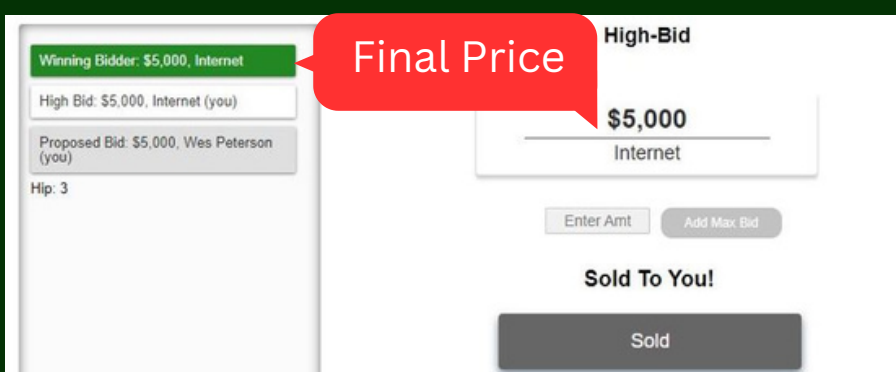 Winning Bidder: $5,000, Internet
High Bid: $5,000, Internet (you)
Proposed Bid: $5,000, Wes Peterson
(you)
Hip: 3
Final Price
High-Bid
$5,000
Internet
Enter Amt
Add Max Bid
Sold To You!
Sold